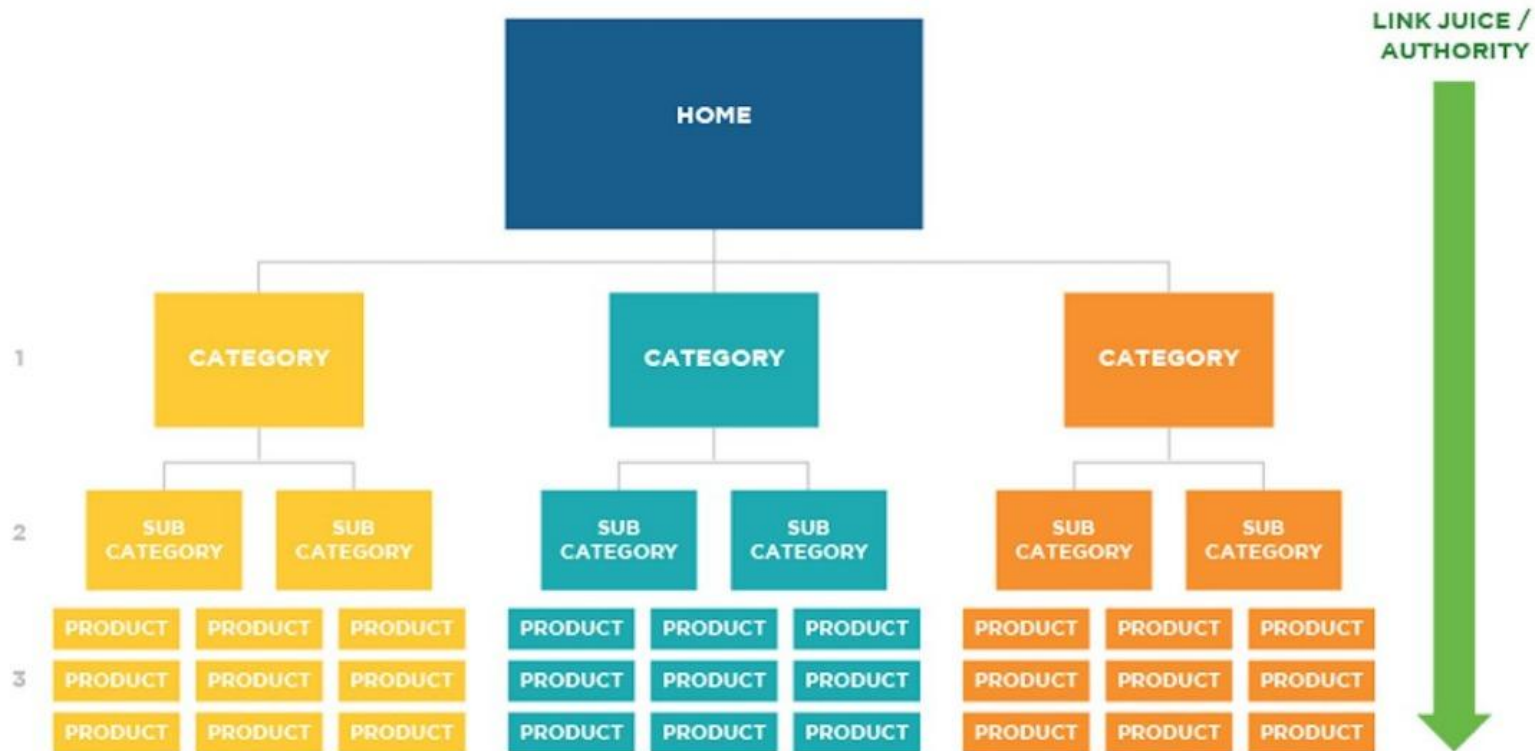 LINK JUICE /
AUTHORITY
HOME
1
CATEGORY
CATEGORY
CATEGORY
2
SUB
CATEGORY
SUB
CATEGORY
SUB
CATEGORY
SUB
CATEGORY
SUB
CATEGORY
SUB
CATEGORY
PRODUCT PRODUCT PRODUCT PRODUCT PRODUCT PRODUCT PRODUCT PRODUCT PRODUCT
3 PRODUCT PRODUCT PRODUCT PRODUCT PRODUCT PRODUCT PRODUCT PRODUCT PRODUCT
PRODUCT PRODUCT PRODUCT PRODUCT PRODUCT PRODUCT PRODUCT PRODUCT PRODUCT